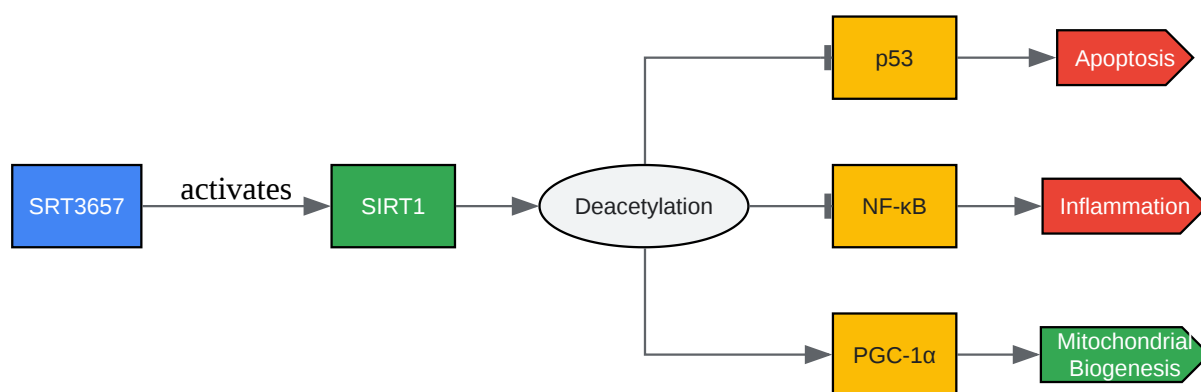 p53
Apoptosis
SRT3657
activates
SIRT1
Deacetylation
NF-κB
Inflammation
PGC-1α
Mitochondrial
Biogenesis